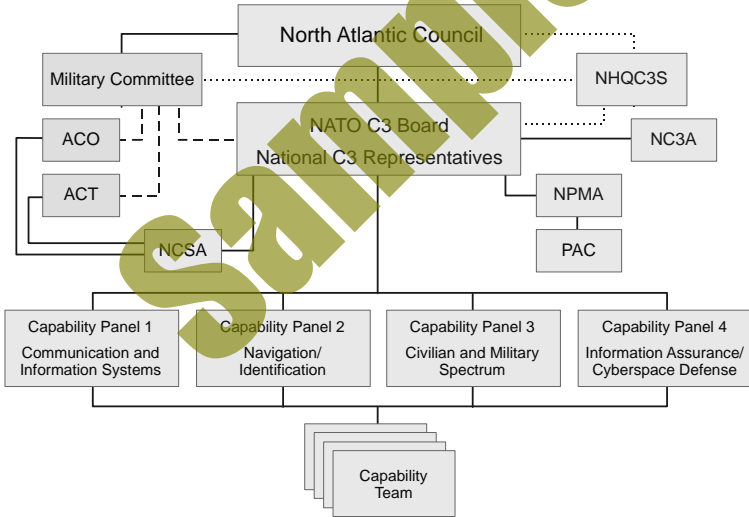 North Atlantic Council
Military Committee
NHQC3S
ACO
NATO C3 Board
National C3 Representatives
NC3A
ACT
NPMA
NCSA
PAC
Capability Panel 1
Communication and
Information Systems
Capability Panel 2
Navigation/
Identification
Capability Panel 3
Civilian and Military
Spectrum
Capability Panel 4
Information Assurance/
Cyberspace Defense
Capability
Team
Sample